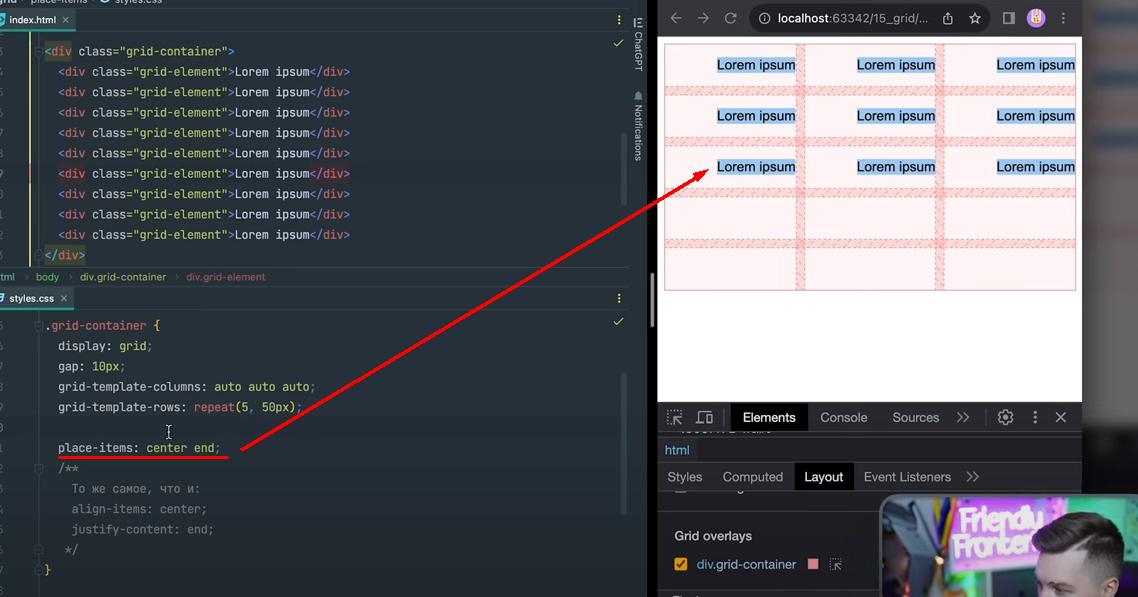 place-items
styles.css
index.html
<div class="grid-container">
<div class="grid-element">Lorem ipsum</div>
<div class="grid-element">Lorem ipsum</div>
<div class="grid-element">Lorem ipsum</div>
<div class="grid-element">Lorem ipsum</div>
<div class="grid-element">Lorem ipsum</div>
<div class="grid-element">Lorem ipsum</div>
<div class="grid-element">Lorem ipsum</div>
<div class="grid-element">Lorem ipsum</div>
<div class="grid-element">Lorem ipsum</div>
</div>
body div.grid-container div.grid-element
ChatGPT
Notifications
styles.css
.grid-container {
display: grid;
gap: 10px;
grid-template-columns: auto auto auto;
grid-template-rows: repeat(5, 50px);
place-items: center end;
/**
То же самое, что и:
align-items: center;
justify-content: end;
*/
}
localhost:63342/15_grid/...
Lorem ipsum Lorem ipsum Lorem ipsum
Lorem ipsum Lorem ipsum Lorem ipsum
Lorem ipsum Lorem ipsum Lorem ipsum
Elements Console Sources
html
Styles Computed Layout Event Listeners
Grid overlays
div.grid-container
Friendly